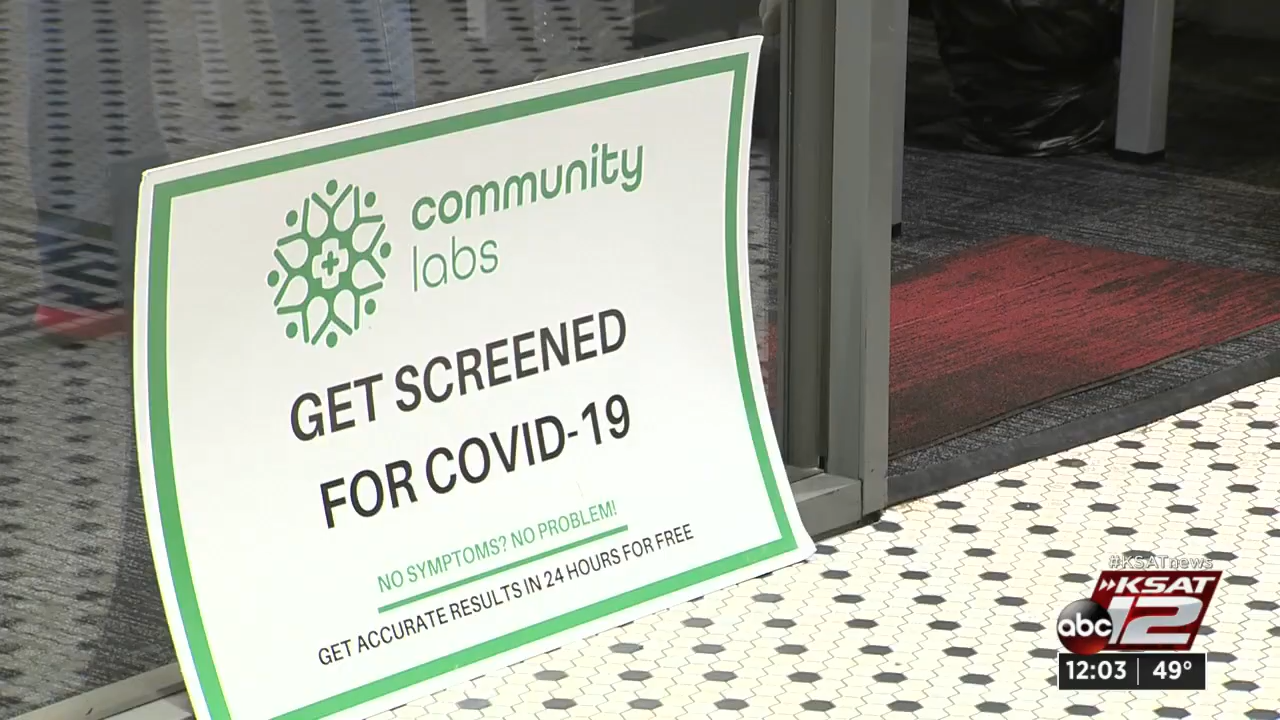 community
labs
GET SCREENED
FOR COVID-19
NO SYMPTOMS? NO PROBLEM!
GET ACCURATE RESULTS IN 24 HOURS FOR FREE
#KSATnews
KSAT
abc 12
12:03 49°